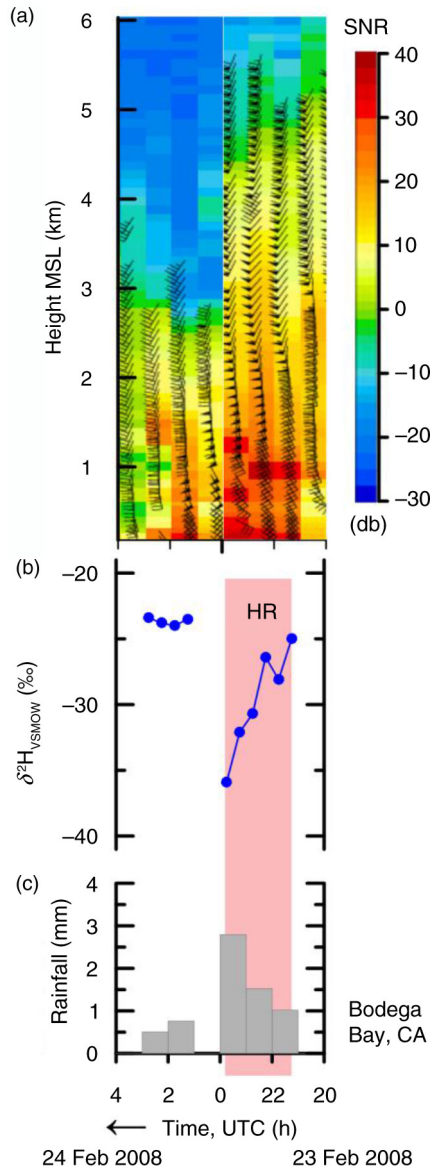 (a)
SNR
6
5
4
3
2
1
Height MSL (km)
40
30
20
10
0
–10
–20
–30
(db)
(b)
–20
–30
–40
δ²H_VSMOW (‰)
HR
(c)
4
3
2
1
0
Rainfall (mm)
Bodega
Bay, CA
4 2 0 22 20
← Time, UTC (h)
24 Feb 2008 23 Feb 2008